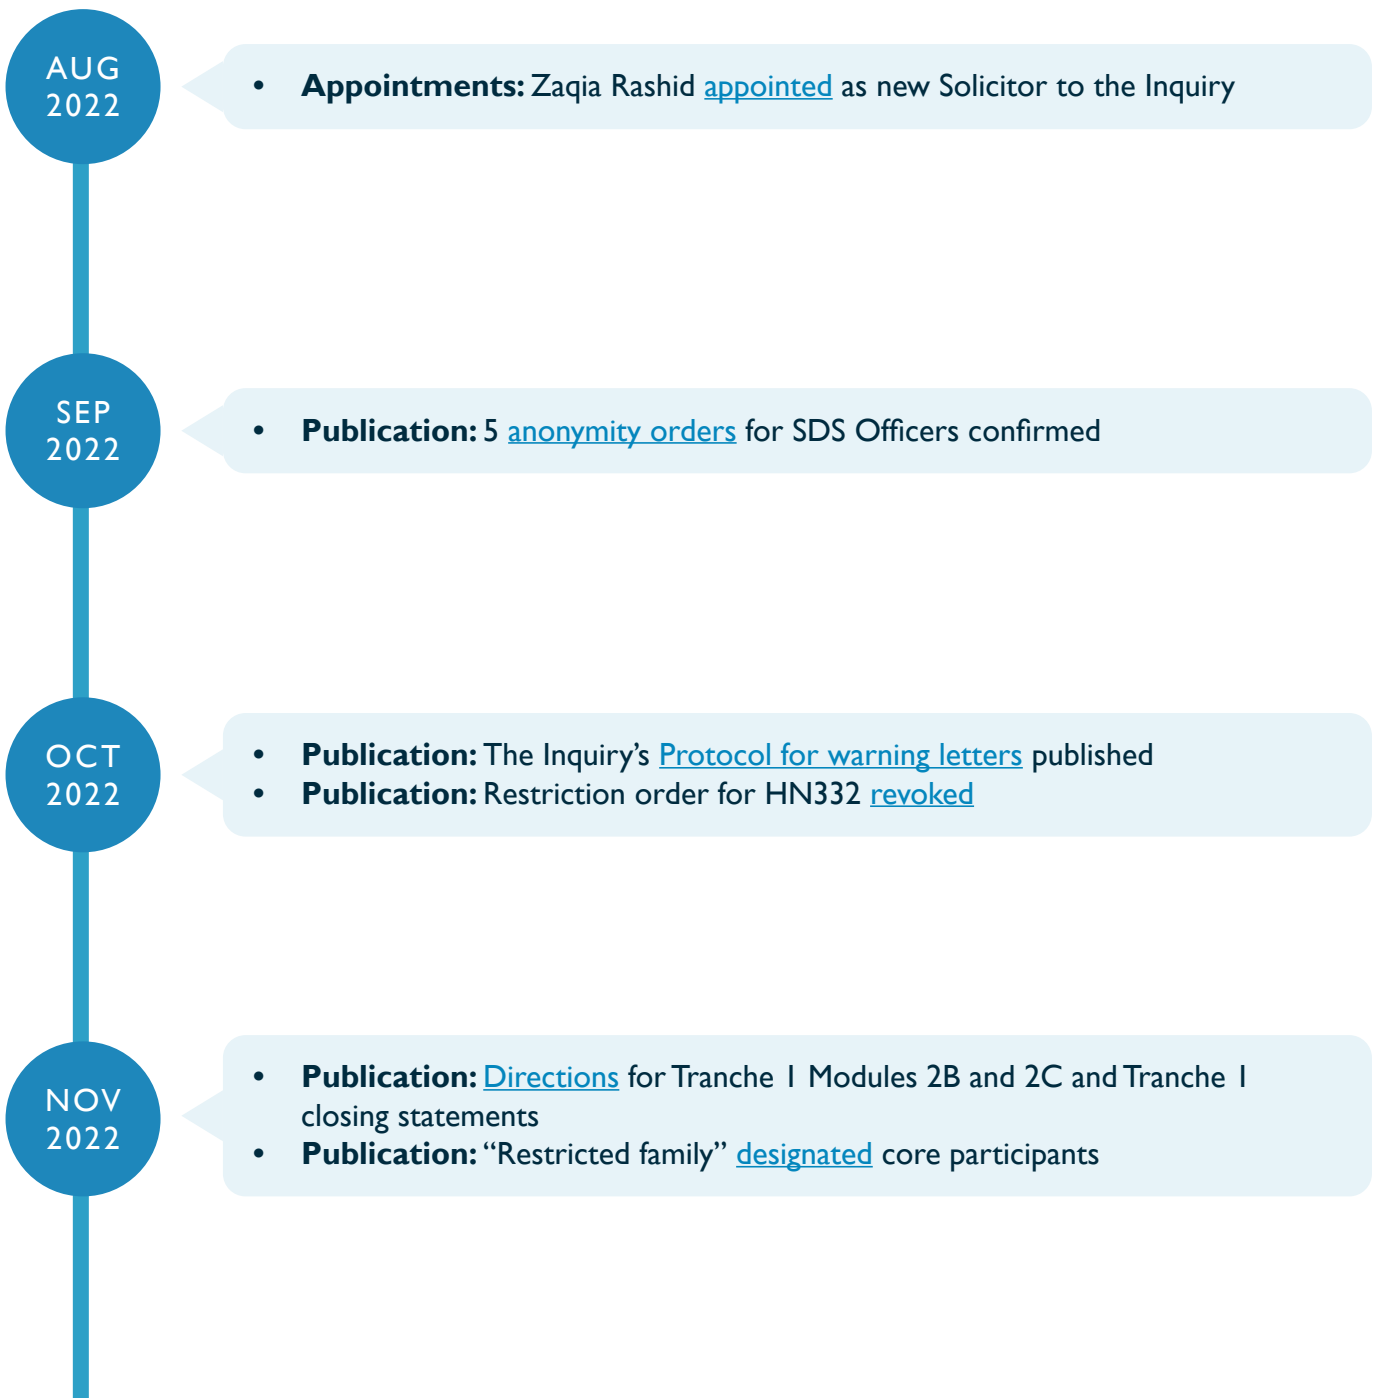 AUG
2022
• Appointments: Zaqia Rashid appointed as new Solicitor to the Inquiry
SEP
2022
• Publication: 5 anonymity orders for SDS Officers confirmed
OCT
2022
• Publication: The Inquiry’s Protocol for warning letters published
• Publication: Restriction order for HN332 revoked
NOV
2022
• Publication: Directions for Tranche 1 Modules 2B and 2C and Tranche 1
closing statements
• Publication: “Restricted family” designated core participants